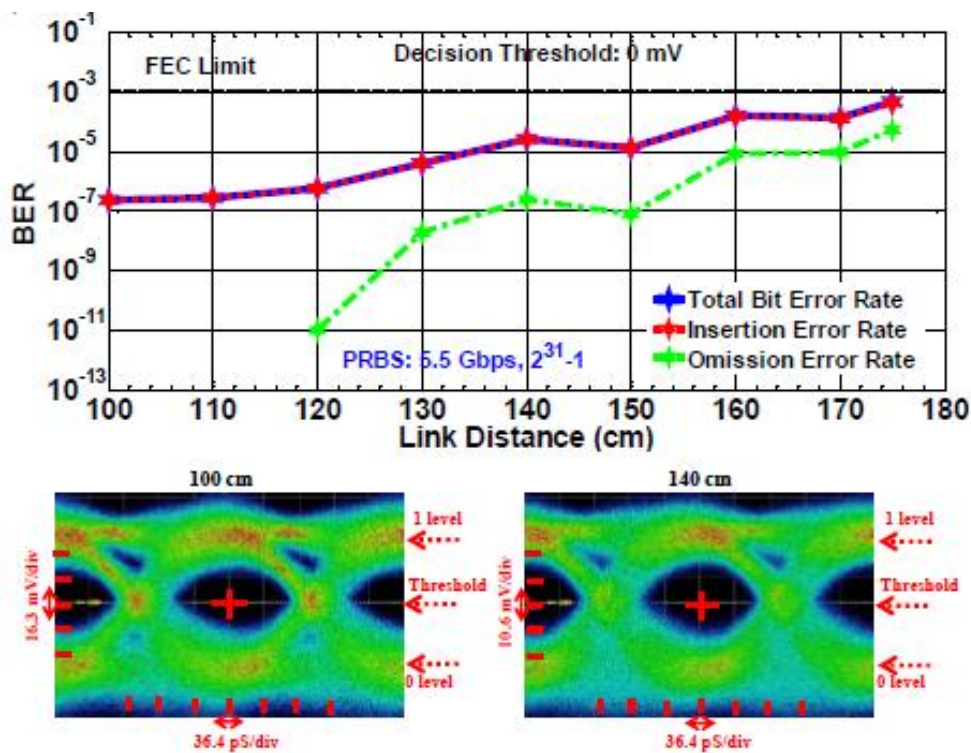 10^-1
FEC Limit
Decision Threshold: 0 mV
10^-3
10^-5
10^-7
10^-9
10^-11
10^-13
BER
Total Bit Error Rate
Insertion Error Rate
Omission Error Rate
PRBS: 5.5 Gbps, 2^31-1
100 110 120 130 140 150 160 170 180
Link Distance (cm)
100 cm
140 cm
1 level
Threshold
0 level
16.3 mV/div
36.4 pS/div
1 level
Threshold
0 level
10.6 mV/div
36.4 pS/div